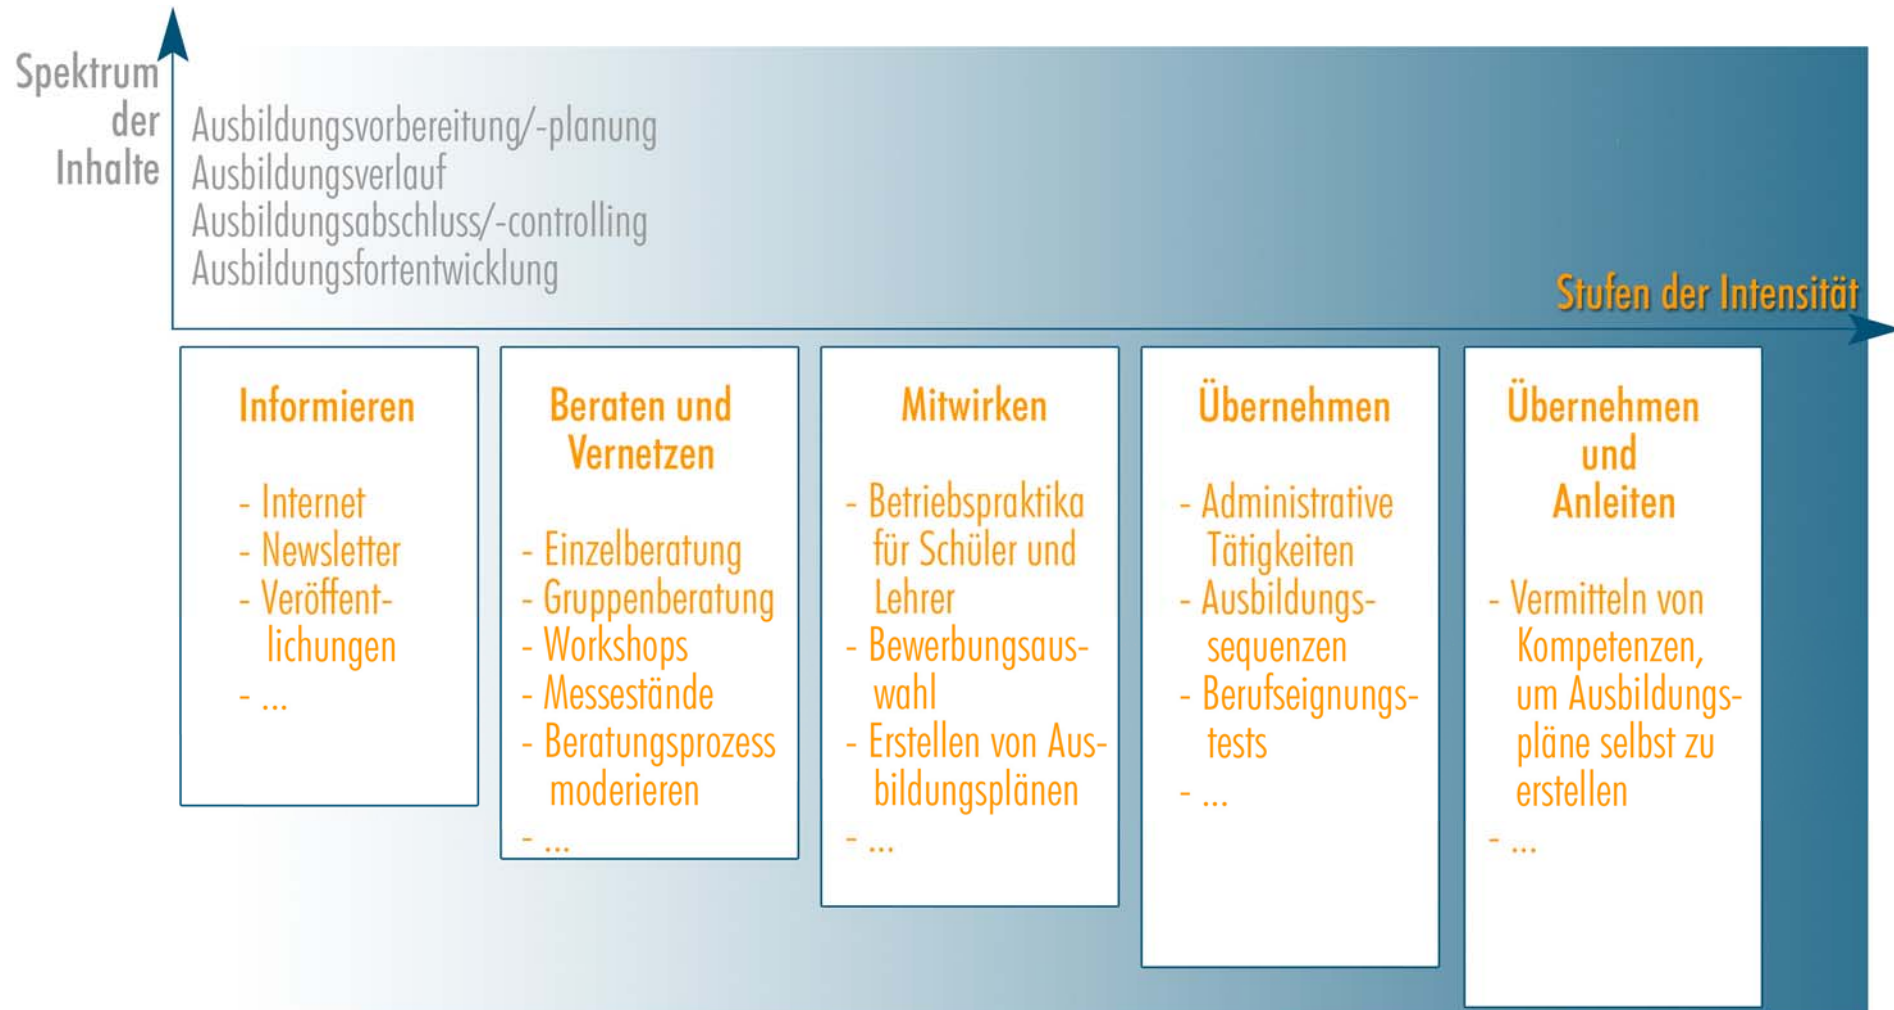 Spektrum
der
Inhalte
Ausbildungsvorbereitung/-planung
Ausbildungsverlauf
Ausbildungsabschluss/-controlling
Ausbildungsfortentwicklung
Stufen der Intensität
Informieren
- Internet
- Newsletter
- Veröffent-
lichungen
- ...
Beraten und
Vernetzen
- Einzelberatung
- Gruppenberatung
- Workshops
- Messestände
- Beratungsprozess
moderieren
- ...
Mitwirken
- Betriebspraktika
für Schüler und
Lehrer
- Bewerbungsaus-
wahl
- Erstellen von Aus-
bildungsplänen
- ...
Übernehmen
- Administrative
Tätigkeiten
- Ausbildungs-
sequenzen
- Berufseignungs-
tests
- ...
Übernehmen
und
Anleiten
- Vermitteln von
Kompetenzen,
um Ausbildungs-
pläne selbst zu
erstellen
- ...